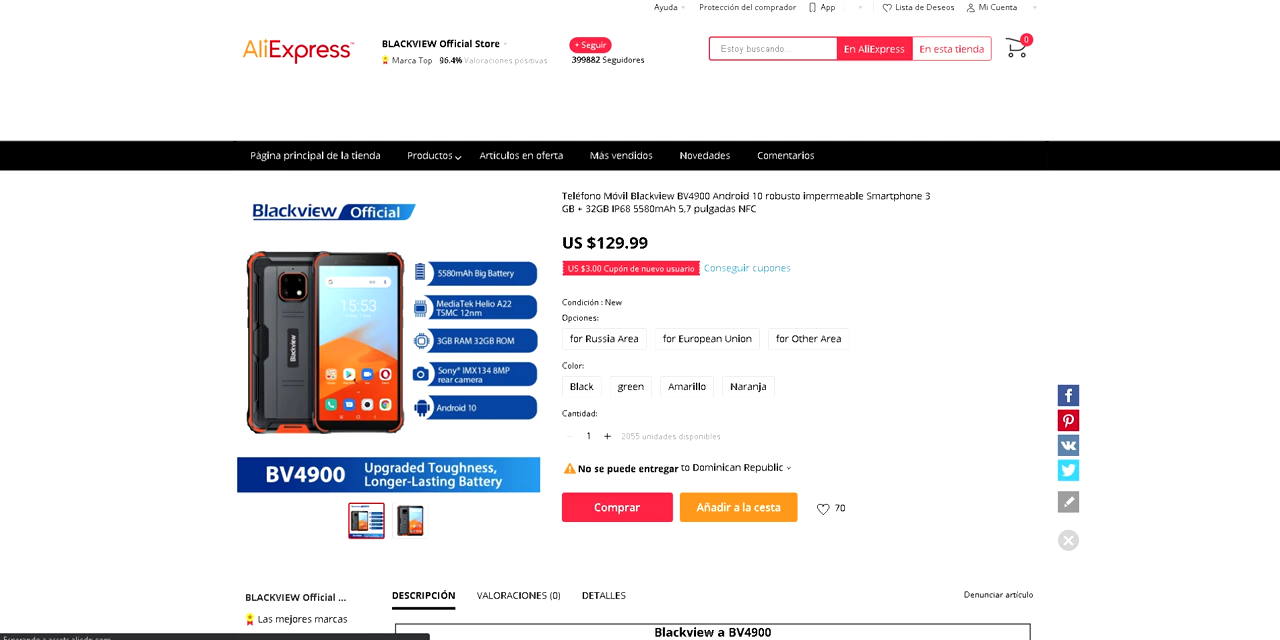 Ayuda
Protección del comprador
App
Lista de Deseos
Mi Cuenta
AliExpress™
BLACKVIEW Official Store
Marca Top 96.4% Valoraciones positivas
+ Seguir
399882 Seguidores
Estoy buscando...
En AliExpress
En esta tienda
0
Página principal de la tienda
Productos
Artículos en oferta
Más vendidos
Novedades
Comentarios
Blackview Official
5580mAh Big Battery
MediaTek Helio A22
TSMC 12nm
3GB RAM 32GB ROM
Sony® IMX134 8MP
rear camera
Android 10
15:53
Blackview
BV4900
Upgraded Toughness,
Longer-Lasting Battery
Teléfono Móvil Blackview BV4900 Android 10 robusto impermeable Smartphone 3
GB + 32GB IP68 5580mAh 5,7 pulgadas NFC
US $129.99
US $3.00 Cupón de nuevo usuario
Conseguir cupones
Condición : New
Opciones:
for Russia Area
for European Union
for Other Area
Color:
Black
green
Amarillo
Naranja
Cantidad:
1
2055 unidades disponibles
No se puede entregar to Dominican Republic
Comprar
Añadir a la cesta
70
BLACKVIEW Official ...
Las mejores marcas
DESCRIPCIÓN
VALORACIONES (0)
DETALLES
Denunciar artículo
Blackview a BV4900